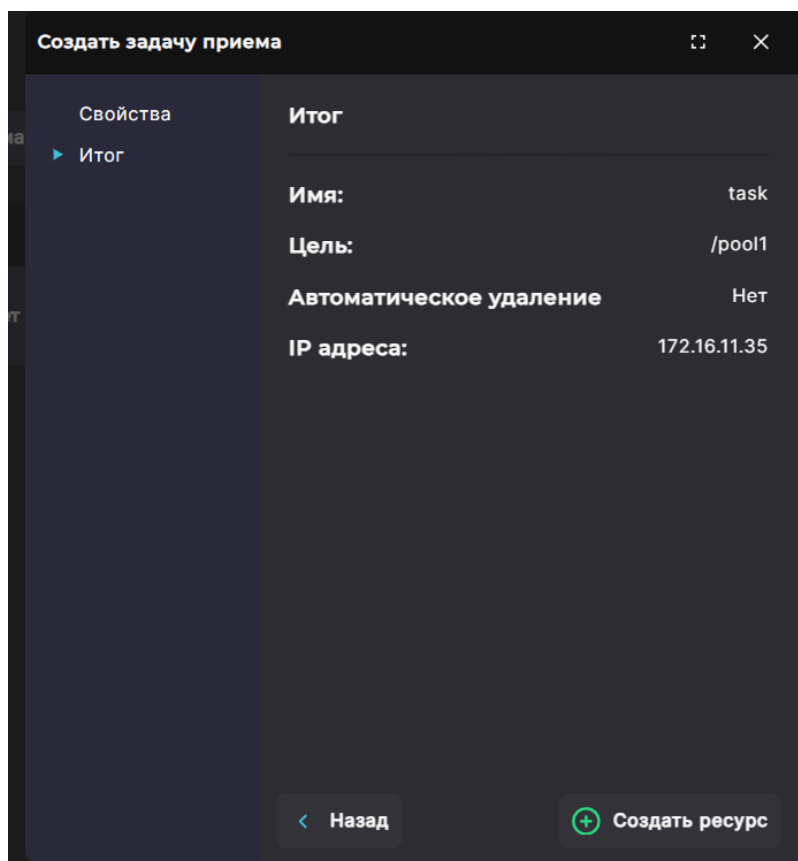 Создать задачу приема
Свойства
Итог
Итог
Имя: task
Цель: /pool1
Автоматическое удаление Нет
IP адреса: 172.16.11.35
Назад
Создать ресурс